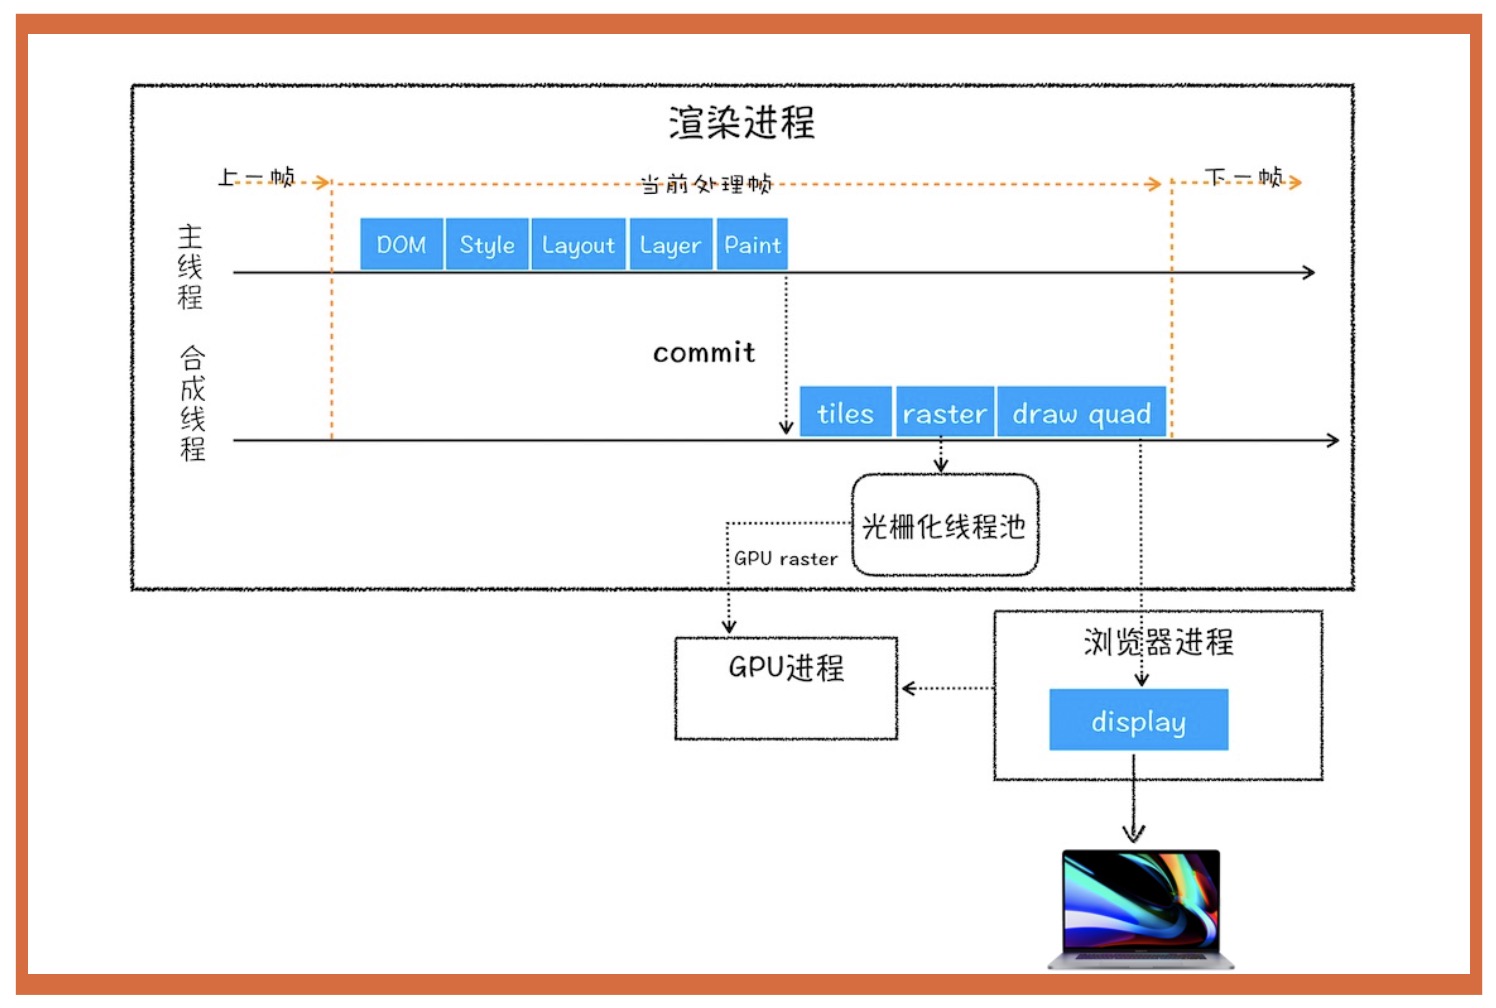 渲染进程
上一帧
当前处理帧
下一帧
主线程
DOM
Style
Layout
Layer
Paint
commit
合成线程
tiles
raster
draw quad
光栅化线程池
GPU raster
GPU进程
浏览器进程
display